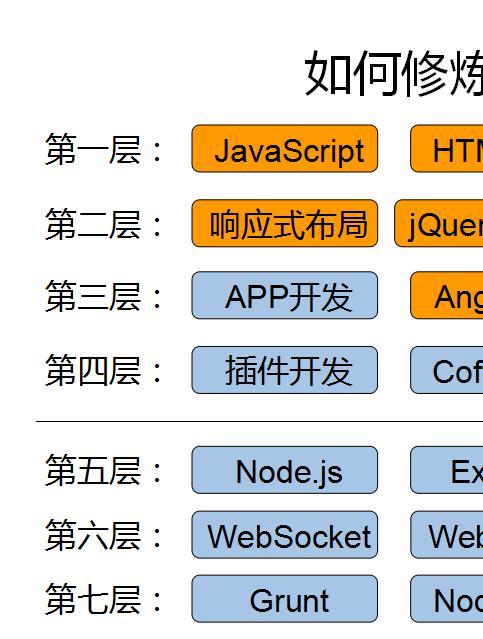 如何修炼
第一层： JavaScript HTM
第二层： 响应式布局 jQuer
第三层： APP开发 Ang
第四层： 插件开发 Cof
第五层： Node.js Ex
第六层： WebSocket Web
第七层： Grunt Nod